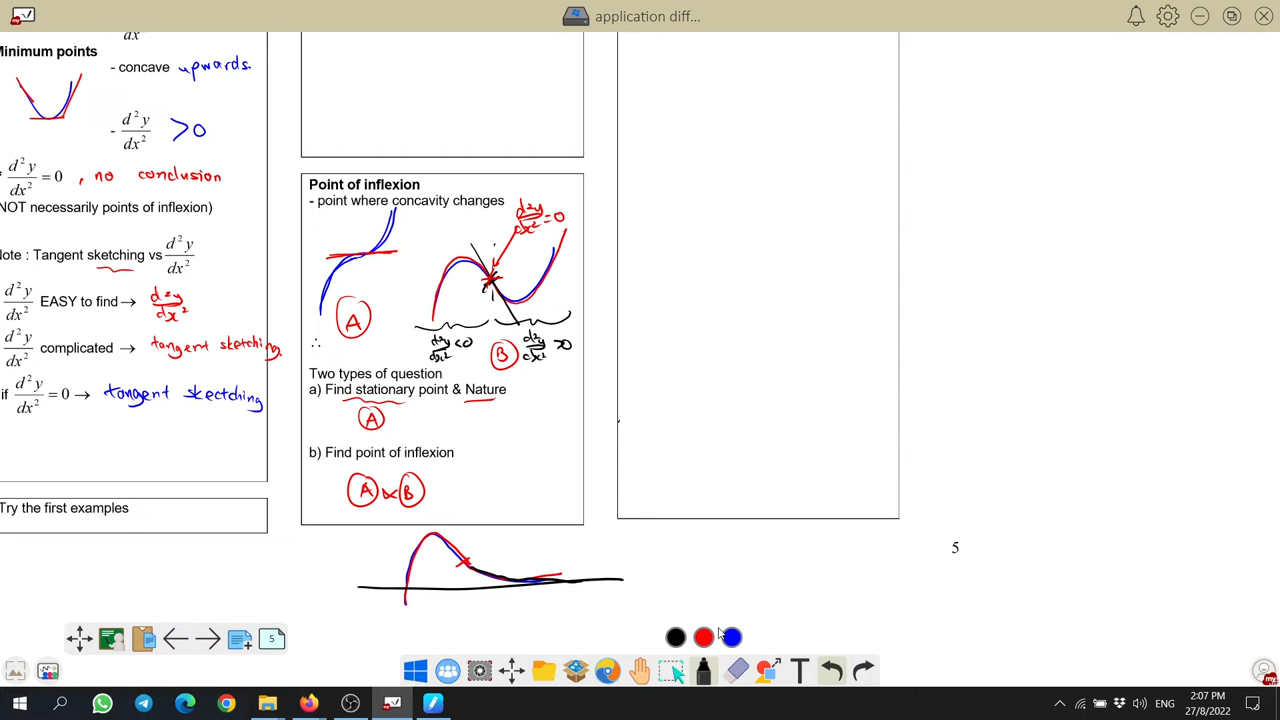 application diff...
dx
Minimum points
- concave upwards.
- d²y/dx² >0
d²y/dx² = 0 , no conclusion
NOT necessarily points of inflexion)
Note : Tangent sketching vs d²y/dx²
d²y/dx² EASY to find → d²y/dx²
d²y/dx² complicated → tangent sketching.
if d²y/dx² = 0 → tangent skectching
Try the first examples
Point of inflexion
- point where concavity changes
d²y/dx² = 0
A
∴
d²y/dx² <0
B
d²y/dx² >0
Two types of question
a) Find stationary point & Nature
A
b) Find point of inflexion
A & B
5
5
T
ENG
2:07 PM
27/8/2022